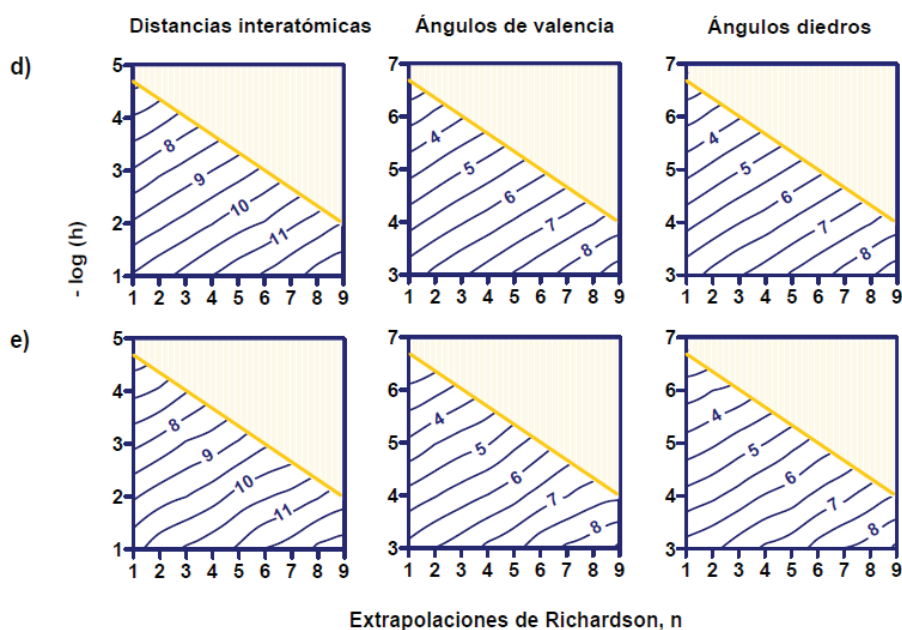 Distancias interatómicas Ángulos de valencia Ángulos diedros
d)
5 4 3 2 1
8 9 10 11
1 2 3 4 5 6 7 8 9
7 6 5 4 3
4 5 6 7 8
1 2 3 4 5 6 7 8 9
7 6 5 4 3
4 5 6 7 8
1 2 3 4 5 6 7 8 9
- log (h)
e)
5 4 3 2 1
8 9 10 11
1 2 3 4 5 6 7 8 9
7 6 5 4 3
4 5 6 7 8
1 2 3 4 5 6 7 8 9
7 6 5 4 3
4 5 6 7 8
1 2 3 4 5 6 7 8 9
Extrapolaciones de Richardson, n